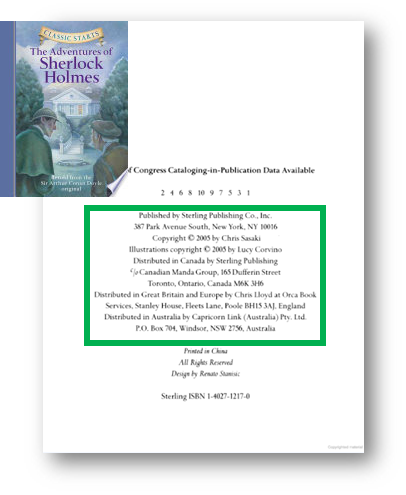 CLASSIC STARTS
The Adventures of
Sherlock
Holmes
Retold from the
Sir Arthur Conan Doyle
original
of Congress Cataloging-in-Publication Data Available
2 4 6 8 10 9 7 5 3 1
Published by Sterling Publishing Co., Inc.
387 Park Avenue South, New York, NY 10016
Copyright © 2005 by Chris Sasaki
Illustrations copyright © 2005 by Lucy Corvino
Distributed in Canada by Sterling Publishing
c/o Canadian Manda Group, 165 Dufferin Street
Toronto, Ontario, Canada M6K 3H6
Distributed in Great Britain and Europe by Chris Lloyd at Orca Book
Services, Stanley House, Fleets Lane, Poole BH15 3AJ, England
Distributed in Australia by Capricorn Link (Australia) Pty. Ltd.
P.O. Box 704, Windsor, NSW 2756, Australia
Printed in China
All Rights Reserved
Design by Renato Stanisic
Sterling ISBN 1-4027-1217-0
Copyrighted material